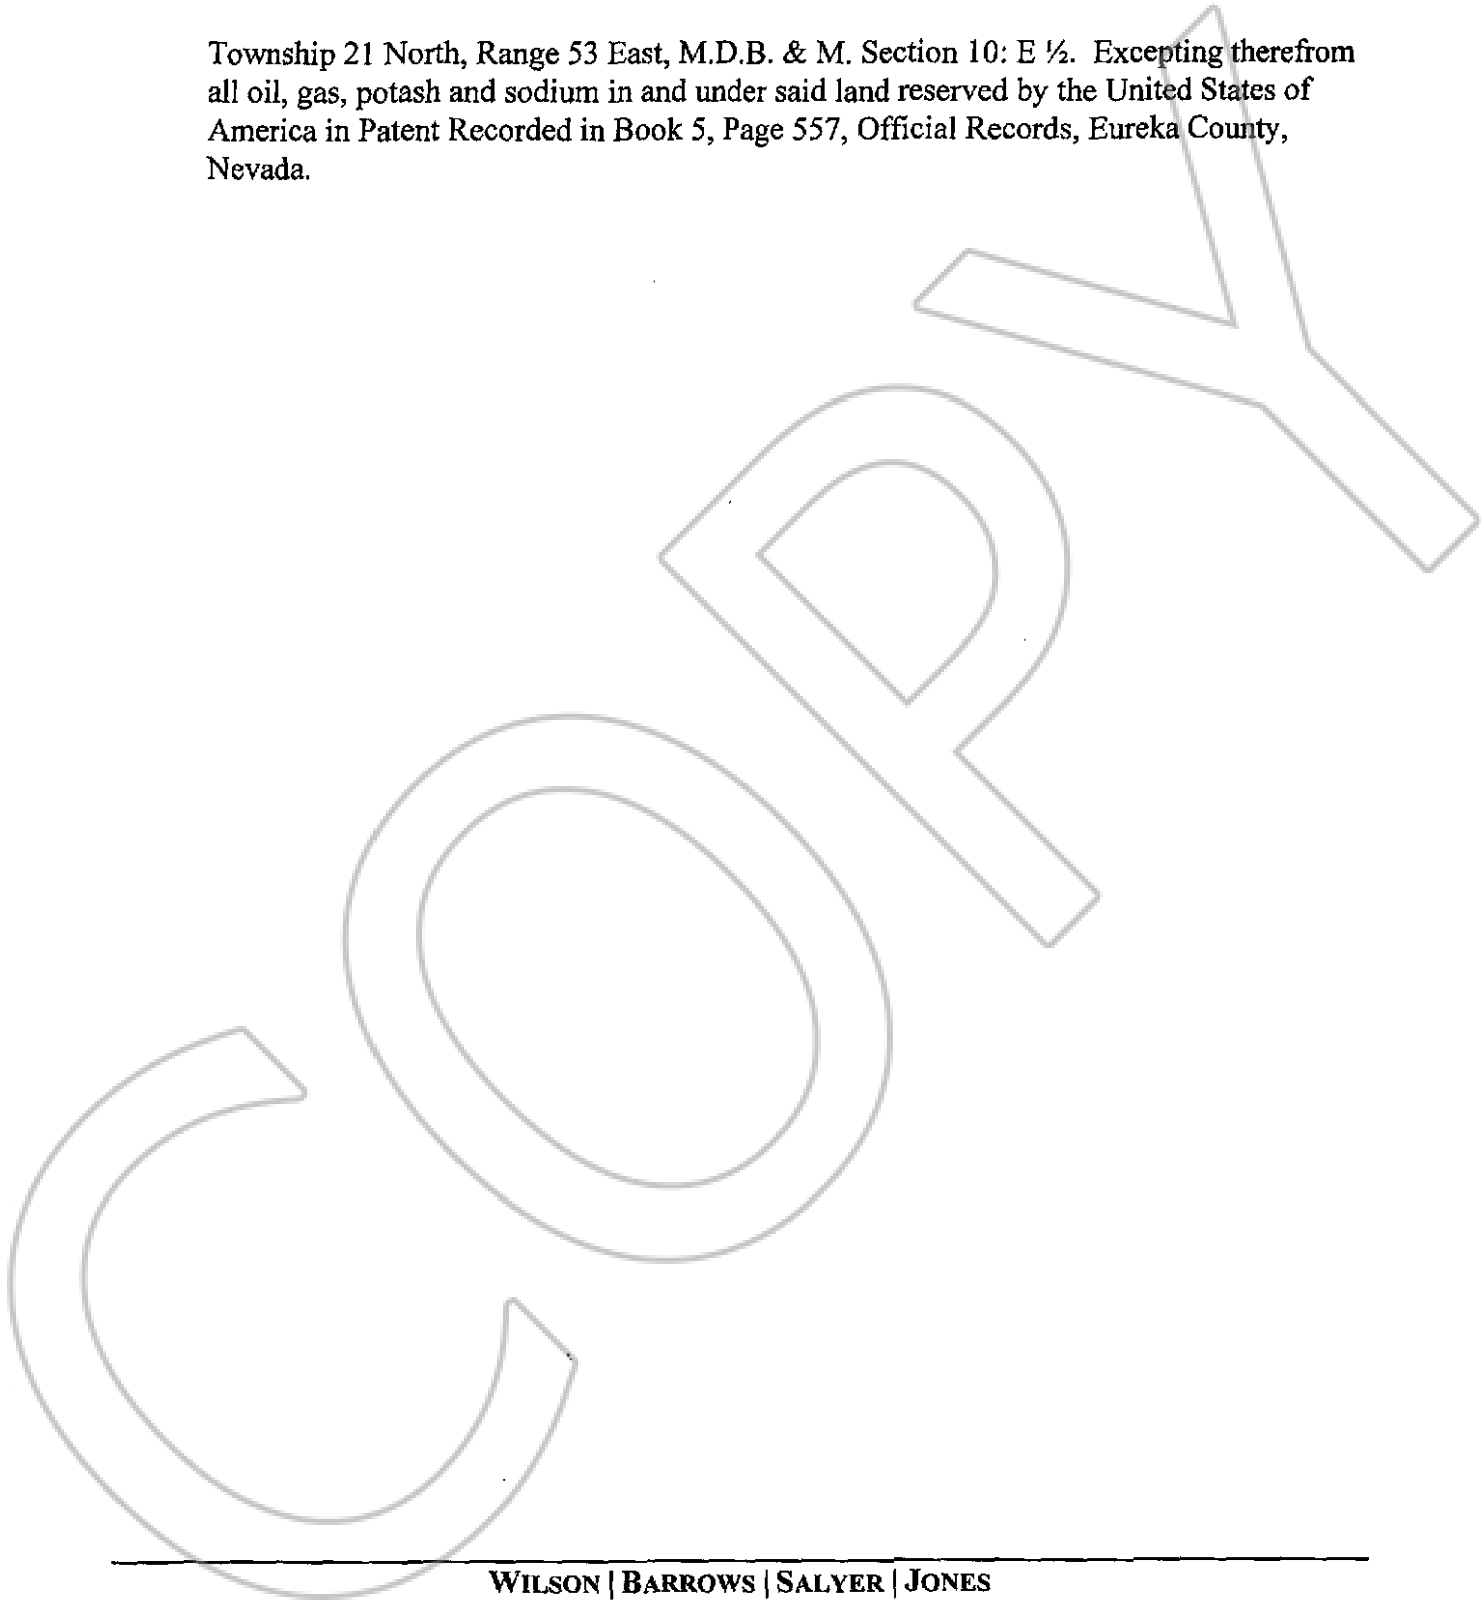 Township 21 North, Range 53 East, M.D.B. & M. Section 10: E ½. Excepting therefrom
all oil, gas, potash and sodium in and under said land reserved by the United States of
America in Patent Recorded in Book 5, Page 557, Official Records, Eureka County,
Nevada.
COPY
WILSON | BARROWS | SALYER | JONES